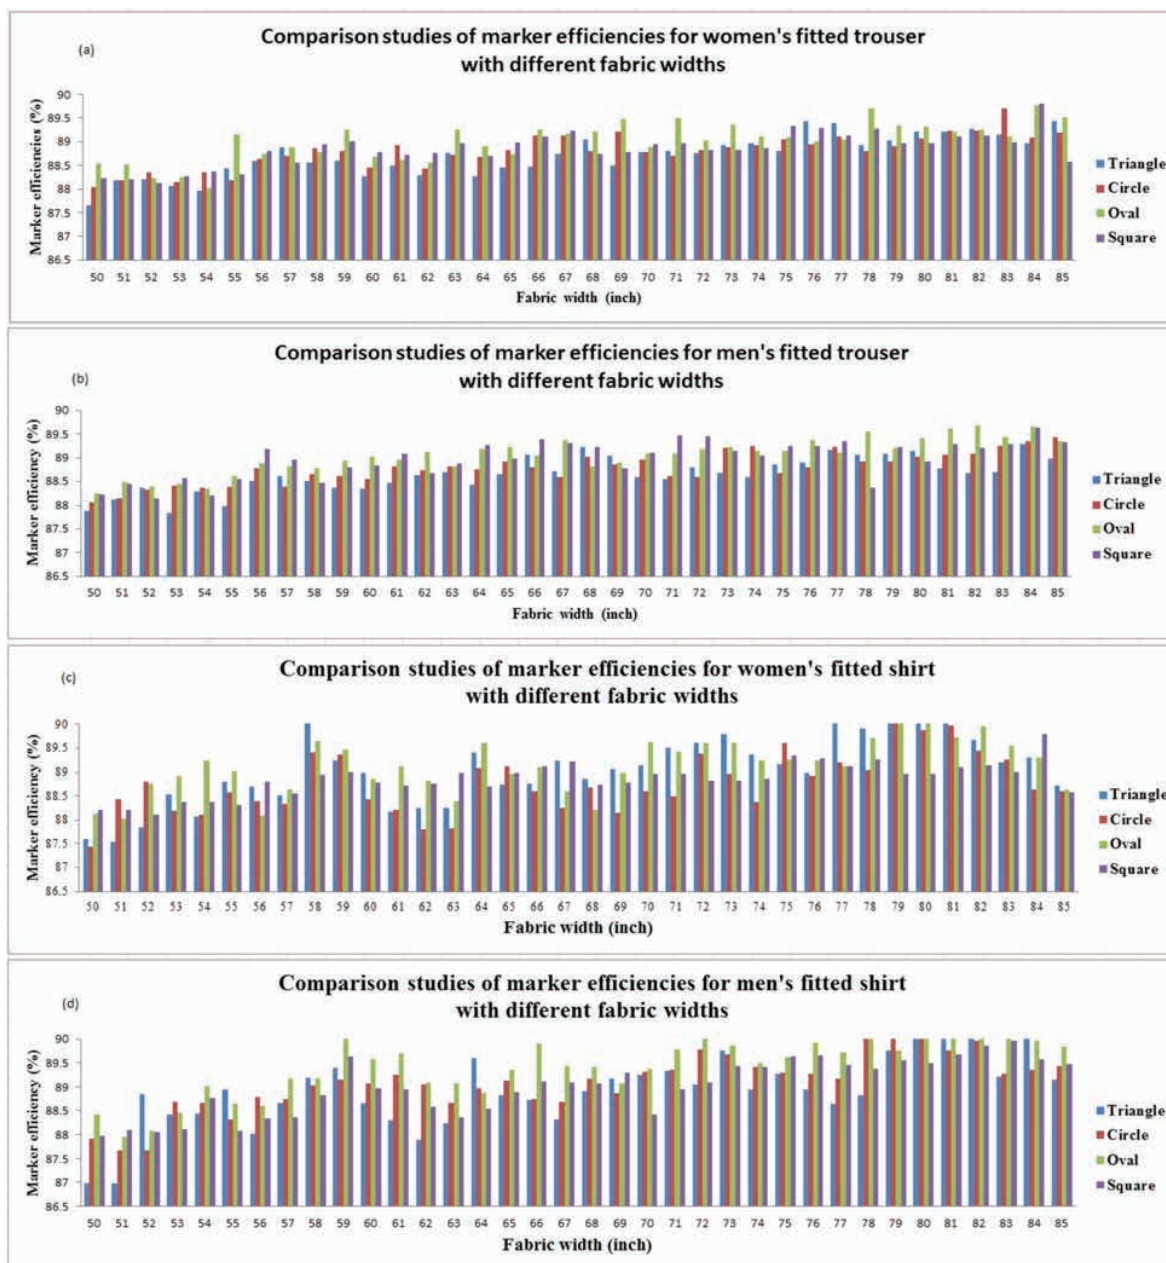 (a)
Comparison studies of marker efficiencies for women's fitted trouser
with different fabric widths
Marker efficiencies (%)
90
89.5
89
88.5
88
87.5
87
86.5
50 51 52 53 54 55 56 57 58 59 60 61 62 63 64 65 66 67 68 69 70 71 72 73 74 75 76 77 78 79 80 81 82 83 84 85
Fabric width (inch)
Triangle
Circle
Oval
Square
(b)
Comparison studies of marker efficiencies for men's fitted trouser
with different fabric widths
Marker efficiency (%)
90
89.5
89
88.5
88
87.5
87
86.5
50 51 52 53 54 55 56 57 58 59 60 61 62 63 64 65 66 67 68 69 70 71 72 73 74 75 76 77 78 79 80 81 82 83 84 85
Fabric width (inch)
Triangle
Circle
Oval
Square
(c)
Comparison studies of marker efficiencies for women's fitted shirt
with different fabric widths
Marker efficiency (%)
90
89.5
89
88.5
88
87.5
87
86.5
50 51 52 53 54 55 56 57 58 59 60 61 62 63 64 65 66 67 68 69 70 71 72 73 74 75 76 77 78 79 80 81 82 83 84 85
Fabric width (inch)
Triangle
Circle
Oval
Square
(d)
Comparison studies of marker efficiencies for men's fitted shirt
with different fabric widths
Marker efficiency (%)
90
89.5
89
88.5
88
87.5
87
86.5
50 51 52 53 54 55 56 57 58 59 60 61 62 63 64 65 66 67 68 69 70 71 72 73 74 75 76 77 78 79 80 81 82 83 84 85
Fabric width (inch)
Triangle
Circle
Oval
Square